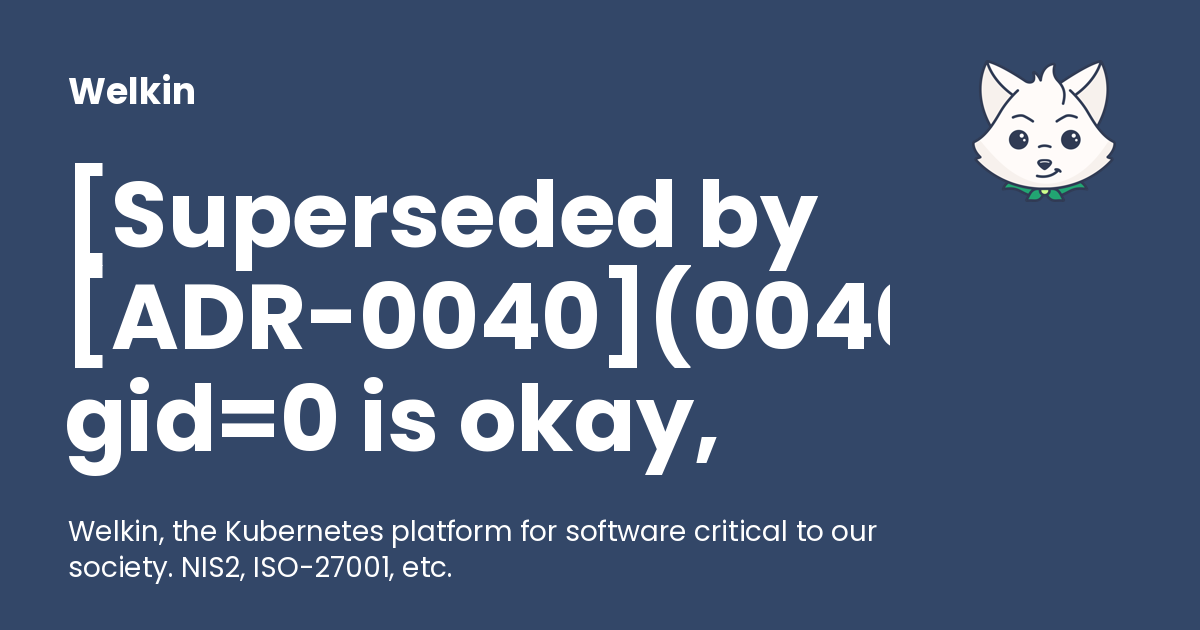 Welkin
[Superseded by
[ADR-0040](004
gid=0 is okay,
Welkin, the Kubernetes platform for software critical to our
society. NIS2, ISO-27001, etc.